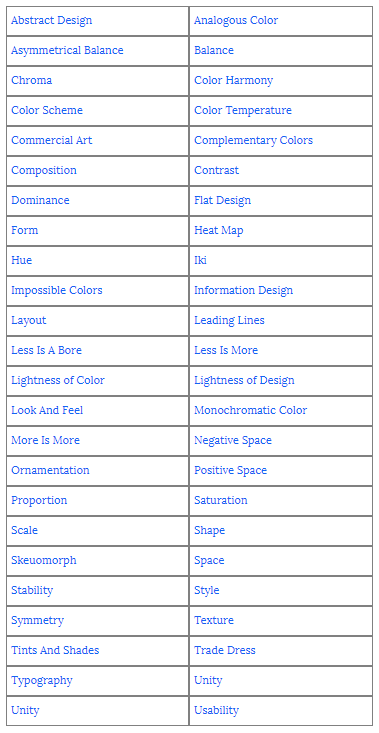 Abstract Design Analogous Color
Asymmetrical Balance Balance
Chroma Color Harmony
Color Scheme Color Temperature
Commercial Art Complementary Colors
Composition Contrast
Dominance Flat Design
Form Heat Map
Hue Iki
Impossible Colors Information Design
Layout Leading Lines
Less Is A Bore Less Is More
Lightness of Color Lightness of Design
Look And Feel Monochromatic Color
More Is More Negative Space
Ornamentation Positive Space
Proportion Saturation
Scale Shape
Skeuomorph Space
Stability Style
Symmetry Texture
Tints And Shades Trade Dress
Typography Unity
Unity Usability